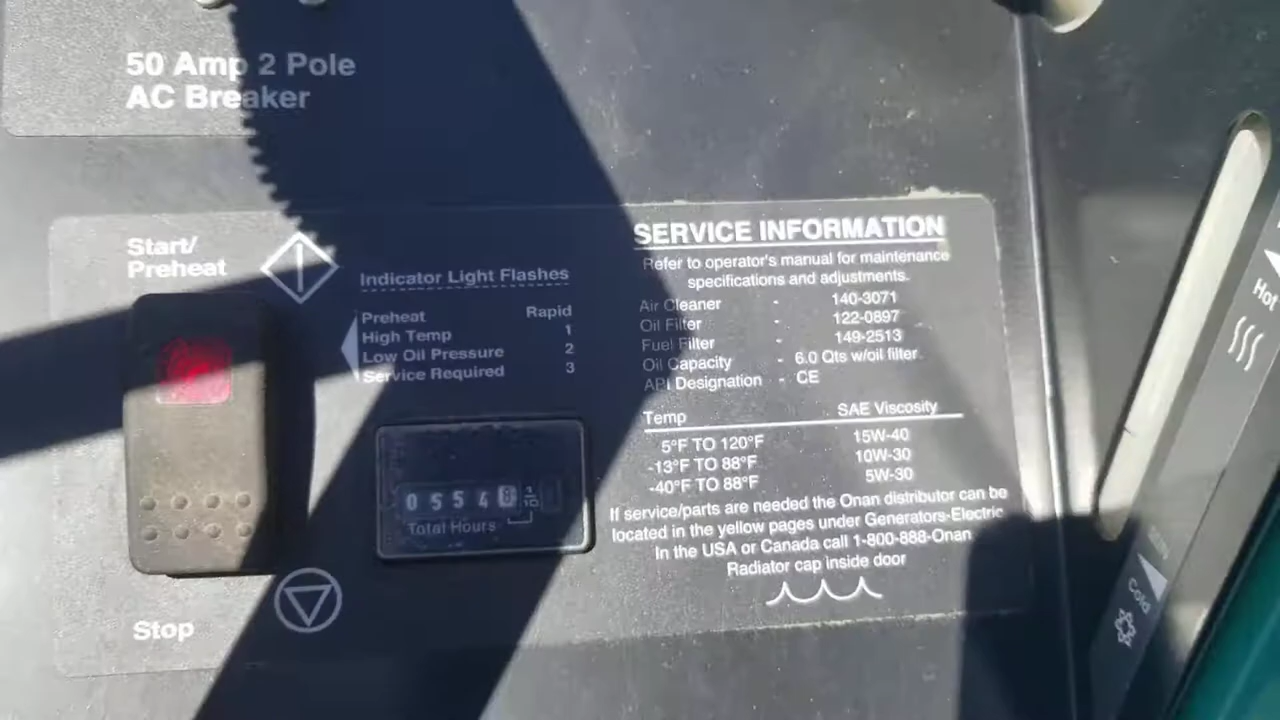 50 Amp 2 Pole
AC Breaker
Start/
Preheat
Indicator Light Flashes
Preheat Rapid
High Temp 1
Low Oil Pressure 2
Service Required 3
0 5 5 4 8 1/10
Total Hours
Stop
SERVICE INFORMATION
Refer to operator's manual for maintenance
specifications and adjustments.
Air Cleaner - 140-3071
Oil Filter - 122-0897
Fuel Filter - 149-2513
Oil Capacity - 6.0 Qts w/oil filter.
API Designation - CE
Temp SAE Viscosity
5°F TO 120°F 15W-40
-13°F TO 88°F 10W-30
-40°F TO 88°F 5W-30
If service/parts are needed the Onan distributor can be
located in the yellow pages under Generators-Electric
In the USA or Canada call 1-800-888-Onan
Radiator cap inside door
Hot
Cold